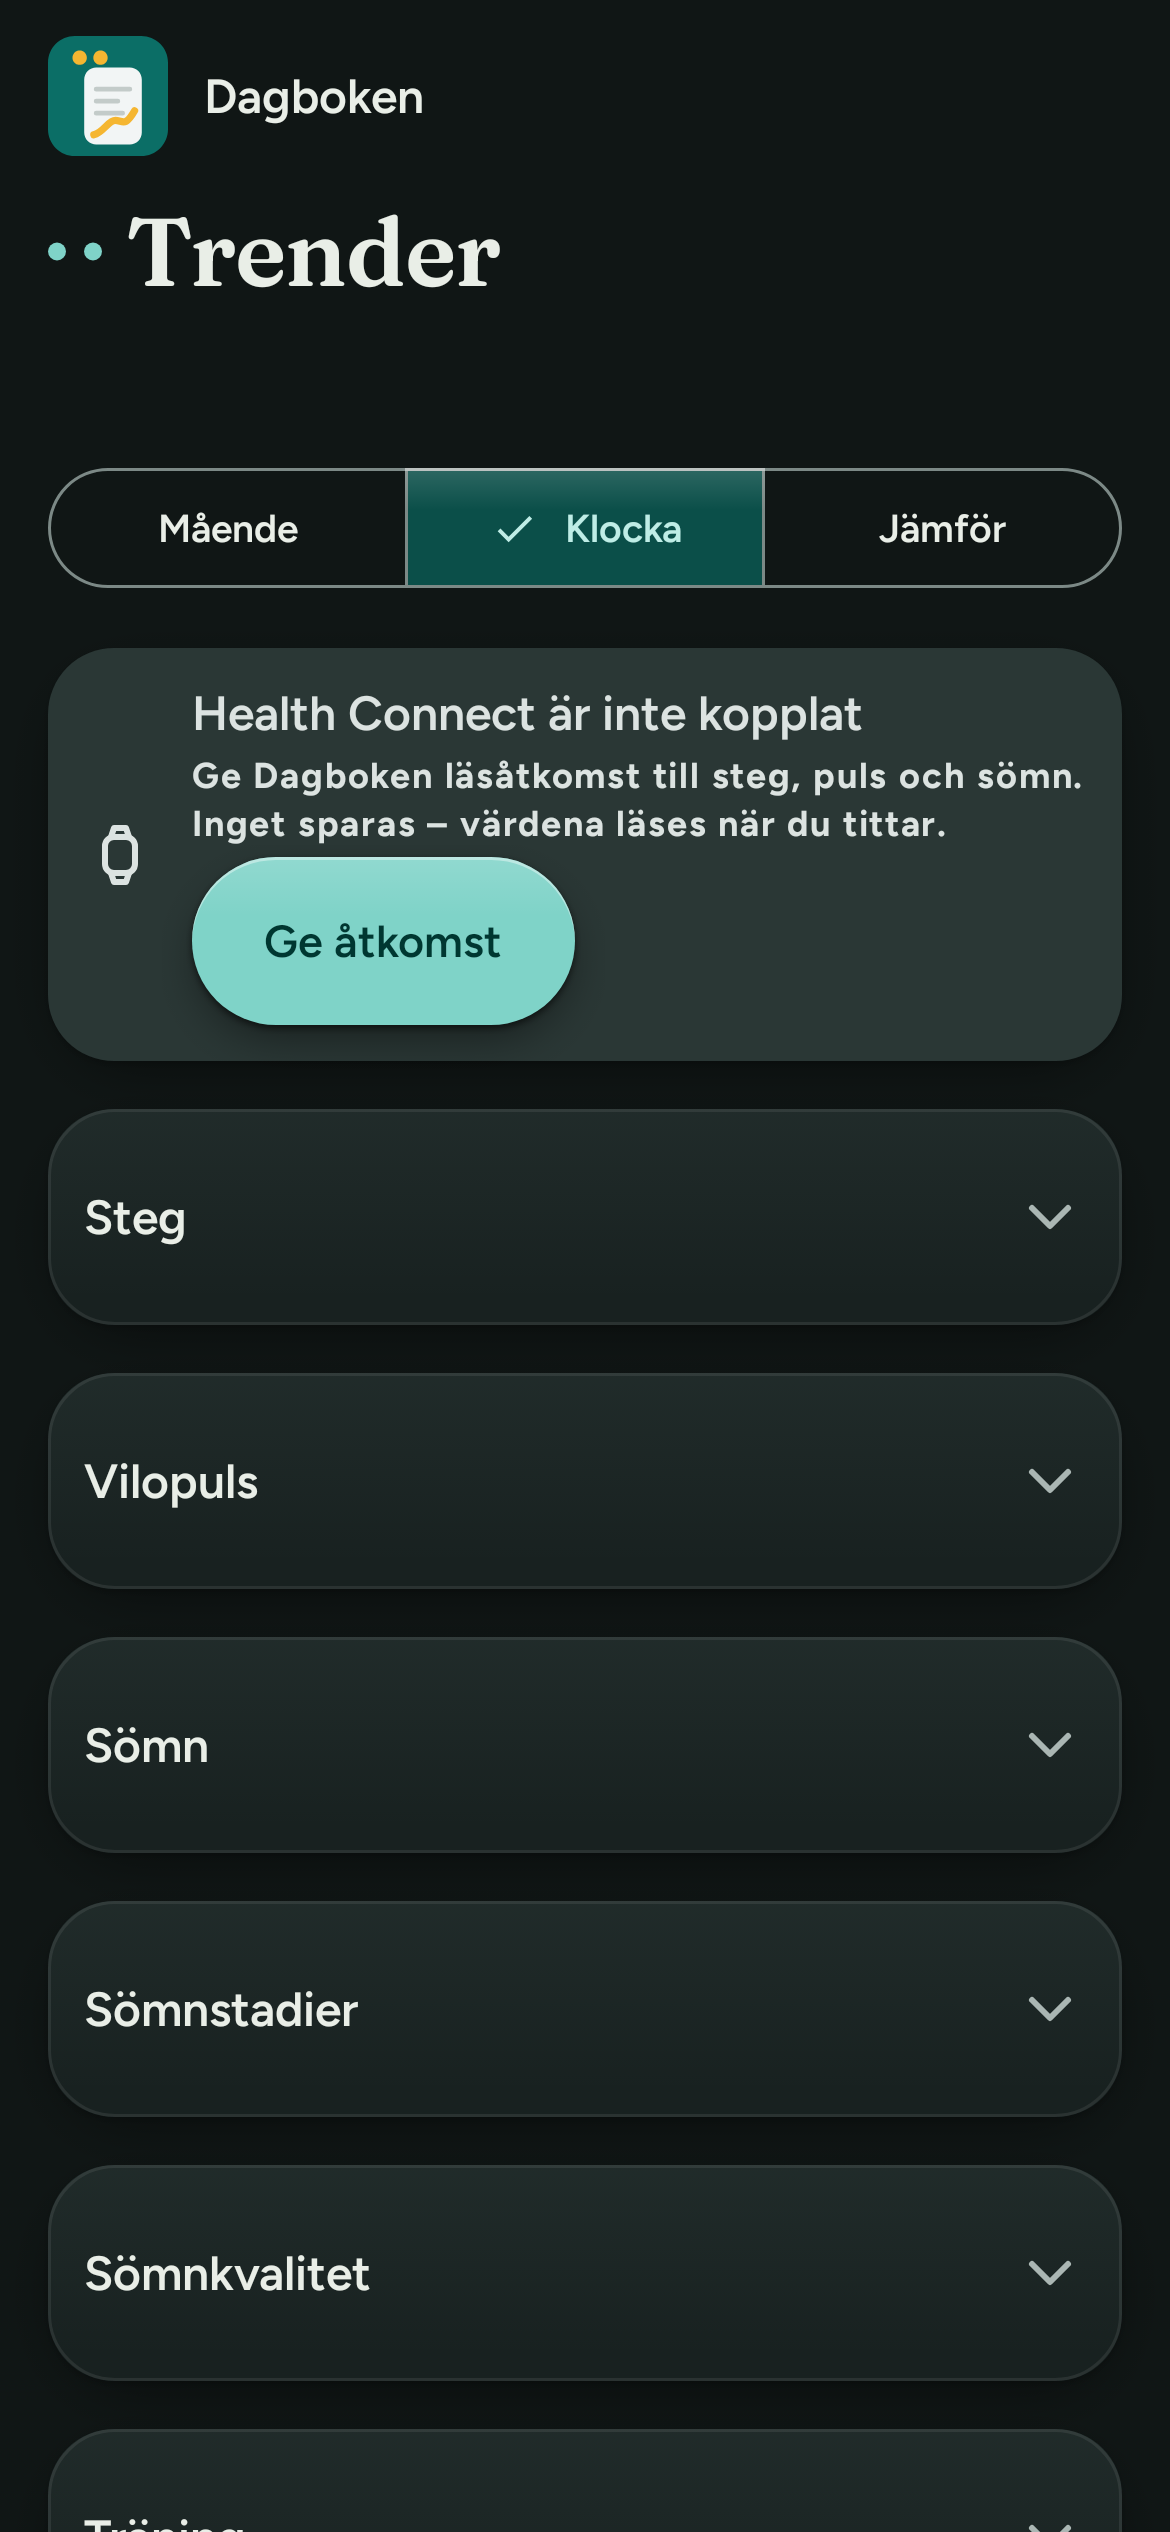 Dagboken
Trender
Mående
Klocka
Jämför
Health Connect är inte kopplat
Ge Dagboken läsåtkomst till steg, puls och sömn.
Inget sparas – värdena läses när du tittar.
Ge åtkomst
Steg
Vilopuls
Sömn
Sömnstadier
Sömnkvalitet
Träning